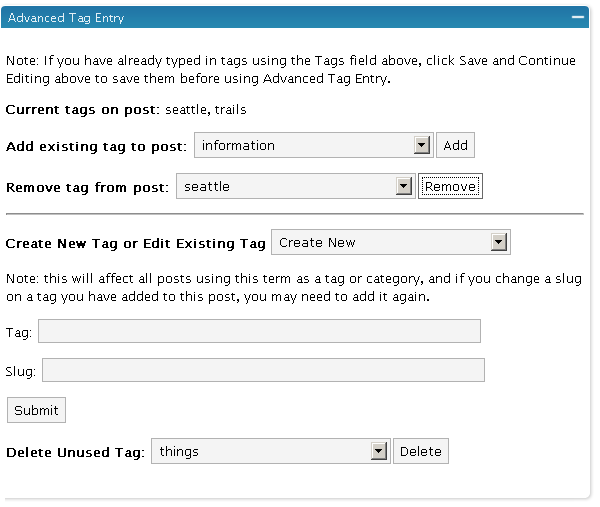 Advanced Tag Entry
Note: If you have already typed in tags using the Tags field above, click Save and Continue
Editing above to save them before using Advanced Tag Entry.
Current tags on post: seattle, trails
Add existing tag to post: information Add
Remove tag from post: seattle Remove
Create New Tag or Edit Existing Tag Create New
Note: this will affect all posts using this term as a tag or category, and if you change a slug
on a tag you have added to this post, you may need to add it again.
Tag:
Slug:
Submit
Delete Unused Tag: things Delete